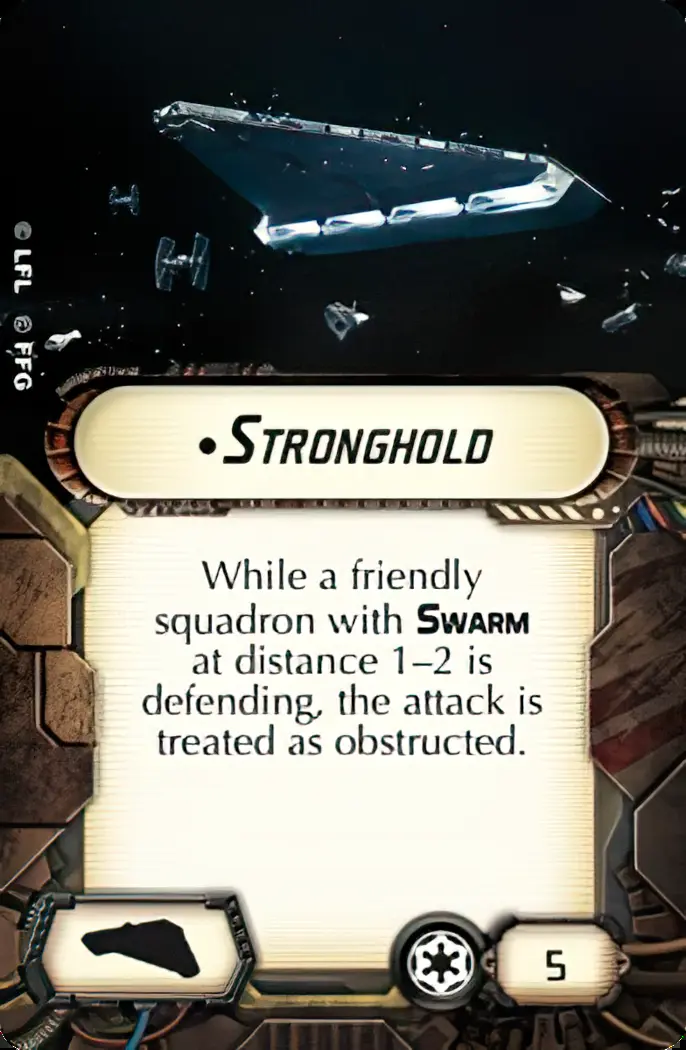 LFL FFG
•STRONGHOLD
While a friendly
squadron with SWARM
at distance 1–2 is
defending, the attack is
treated as obstructed.
5